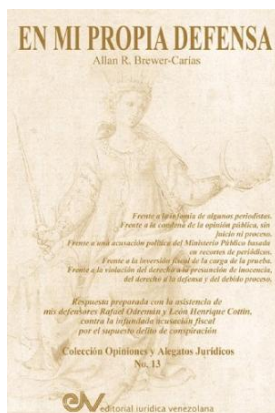 EN MI PROPIA DEFENSA
Allan R. Brewer-Carías
Frente a la infamia de algunos periodistas.
Frente a la condena de la opinión pública, sin
juicio ni proceso.
Frente a una acusación política del Ministerio Público basada
en recortes de periódicos.
Frente a la inversión fiscal de la carga de la prueba.
Frente a la violación del derecho a la presunción de inocencia,
del derecho a la defensa y del debido proceso.
Respuesta preparada con la asistencia de
mis defensores Rafael Odremán y León Henrique Cottin,
contra la infundada acusación fiscal
por el supuesto delito de conspiración
Colección Opiniones y Alegatos Jurídicos
No. 13
editorial jurídica venezolana